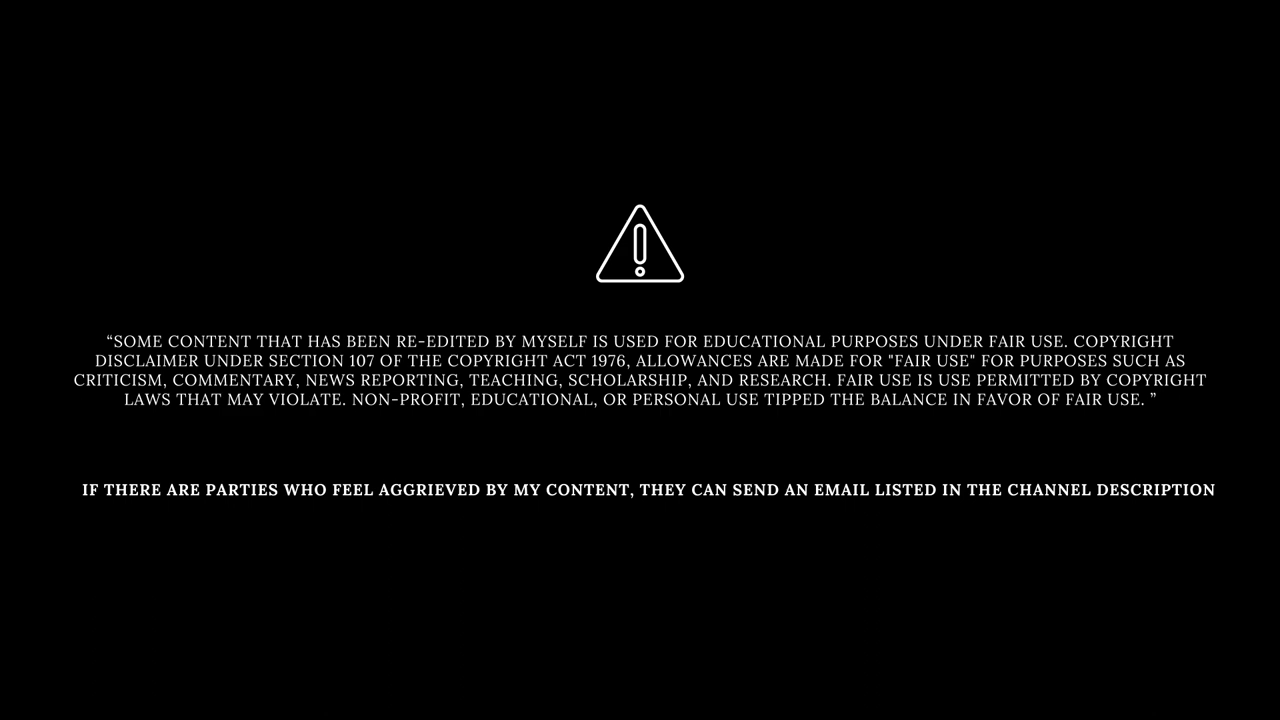 “SOME CONTENT THAT HAS BEEN RE-EDITED BY MYSELF IS USED FOR EDUCATIONAL PURPOSES UNDER FAIR USE. COPYRIGHT
DISCLAIMER UNDER SECTION 107 OF THE COPYRIGHT ACT 1976, ALLOWANCES ARE MADE FOR "FAIR USE" FOR PURPOSES SUCH AS
CRITICISM, COMMENTARY, NEWS REPORTING, TEACHING, SCHOLARSHIP, AND RESEARCH. FAIR USE IS USE PERMITTED BY COPYRIGHT
LAWS THAT MAY VIOLATE. NON-PROFIT, EDUCATIONAL, OR PERSONAL USE TIPPED THE BALANCE IN FAVOR OF FAIR USE. ”
IF THERE ARE PARTIES WHO FEEL AGGRIEVED BY MY CONTENT, THEY CAN SEND AN EMAIL LISTED IN THE CHANNEL DESCRIPTION